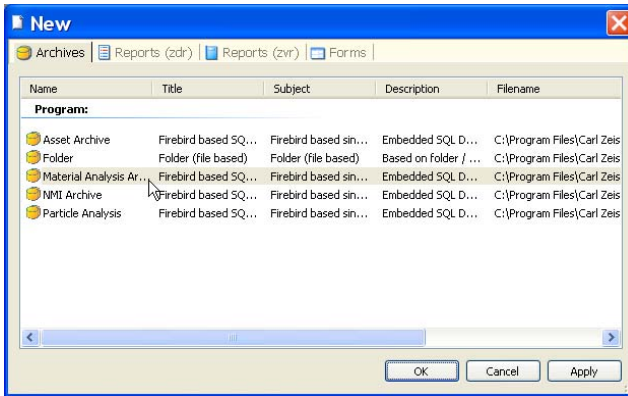 New
Archives Reports (zdr) Reports (zvr) Forms
Name Title Subject Description Filename
Program:
Asset Archive Firebird based SQ... Firebird based sin... Embedded SQL D... C:\Program Files\Carl Zeis
Folder Folder (file based) Folder (file based) Based on folder / ... C:\Program Files\Carl Zeis
Material Analysis Ar... Firebird based SQ... Firebird based sin... Embedded SQL D... C:\Program Files\Carl Zeis
NMI Archive Firebird based SQ... Firebird based sin... Embedded SQL D... C:\Program Files\Carl Zeis
Particle Analysis Firebird based SQ... Firebird based sin... Embedded SQL D... C:\Program Files\Carl Zeis
OK Cancel Apply